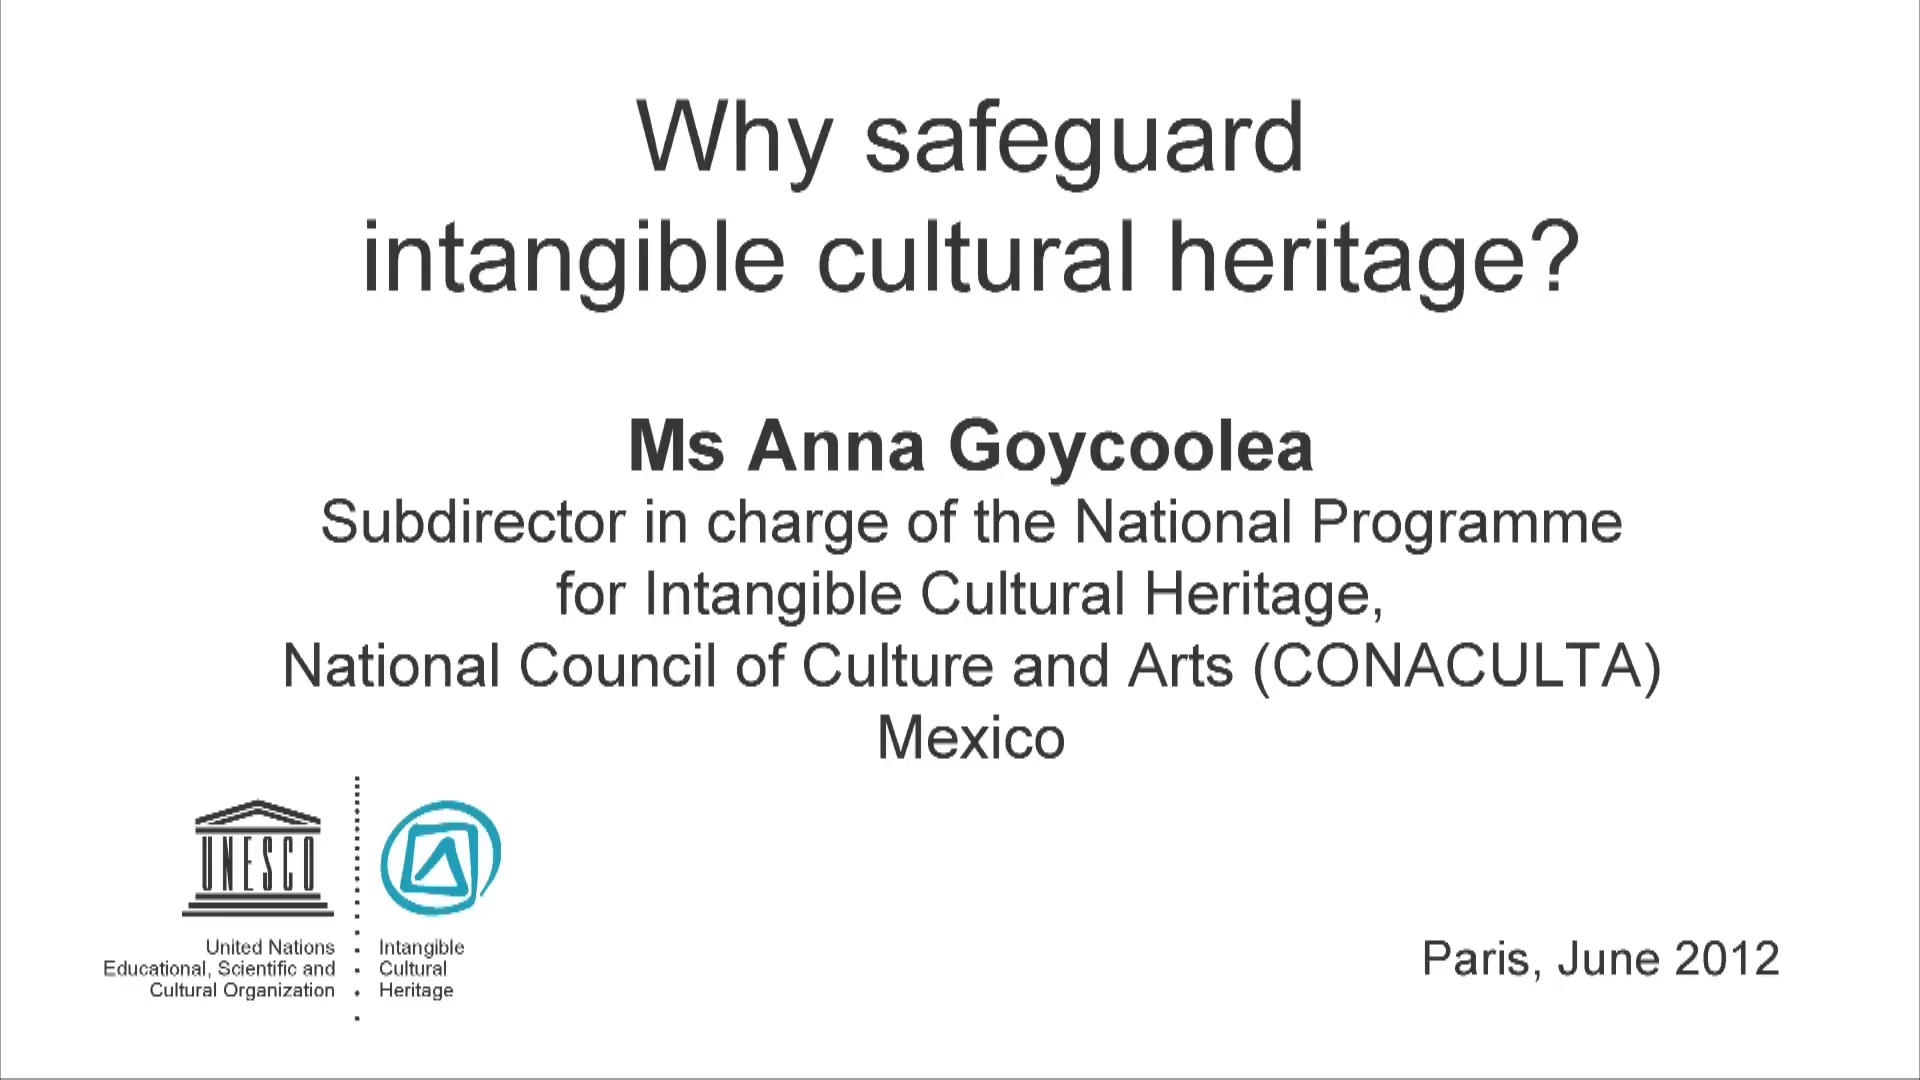 Why safeguard
intangible cultural heritage?
Ms Anna Goycoolea
Subdirector in charge of the National Programme
for Intangible Cultural Heritage,
National Council of Culture and Arts (CONACULTA)
Mexico
UNESCO
United Nations
Educational, Scientific and
Cultural Organization
Intangible
Cultural
Heritage
Paris, June 2012